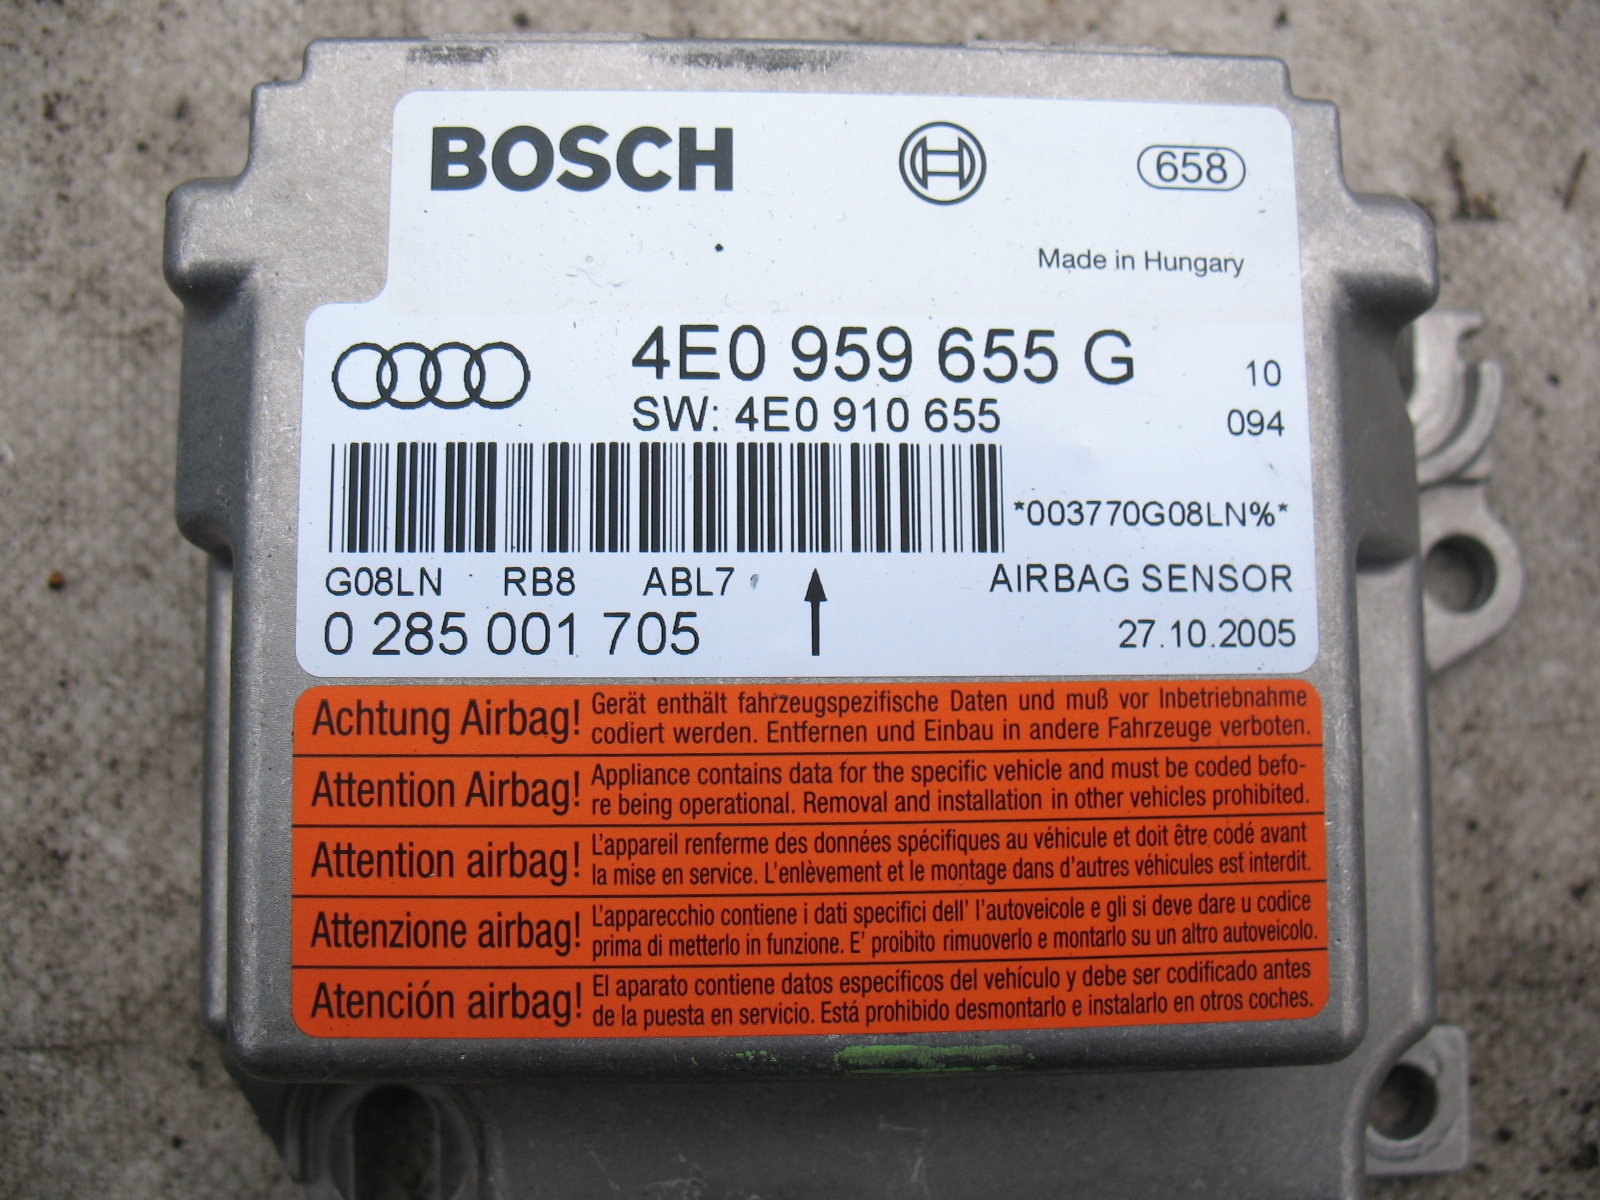 BOSCH
658
Made in Hungary
4E0 959 655 G
10
SW: 4E0 910 655
094
*003770G08LN%*
G08LN RB8 ABL7
AIRBAG SENSOR
0 285 001 705
27.10.2005
Achtung Airbag!
Gerät enthält fahrzeugspezifische Daten und muß vor Inbetriebnahme
codiert werden. Entfernen und Einbau in andere Fahrzeuge verboten.
Attention Airbag!
Appliance contains data for the specific vehicle and must be coded befo-
re being operational. Removal and installation in other vehicles prohibited.
Attention airbag!
L'appareil renferme des données spécifiques au véhicule et doit être codé avant
la mise en service. L'enlèvement et le montage dans d'autres véhicules est interdit.
Attenzione airbag!
L'apparecchio contiene i dati specifici dell' l'autoveicole e gli si deve dare u codice
prima di metterlo in funzione. E' proibito rimuoverlo e montarlo su un altro autoveicolo.
Atención airbag!
El aparato contiene datos específicos del vehículo y debe ser codificado antes
de la puesta en servicio. Está prohibido desmontarlo e instalarlo en otros coches.